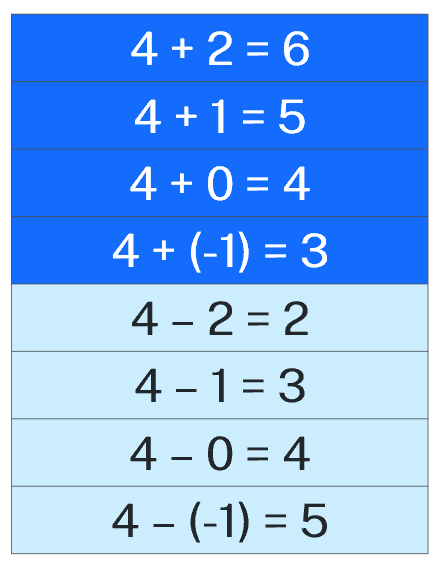 4 + 2 = 6
4 + 1 = 5
4 + 0 = 4
4 + (-1) = 3
4 – 2 = 2
4 – 1 = 3
4 – 0 = 4
4 – (-1) = 5